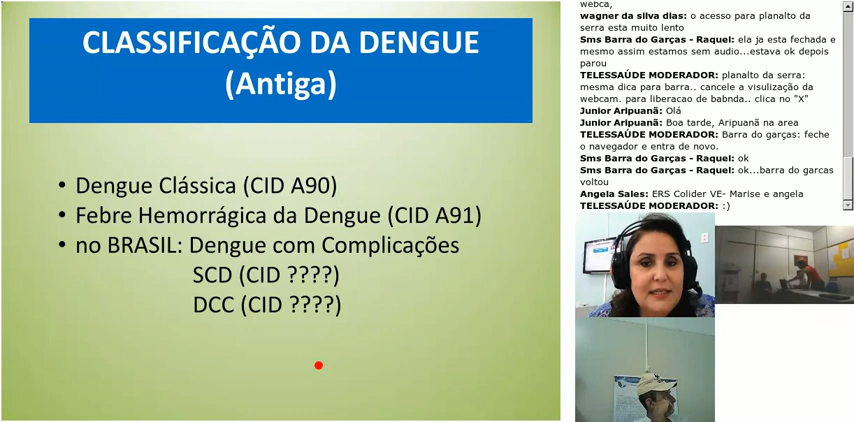 CLASSIFICAÇÃO DA DENGUE
(Antiga)
• Dengue Clássica (CID A90)
• Febre Hemorrágica da Dengue (CID A91)
• no BRASIL: Dengue com Complicações
SCD (CID ????)
DCC (CID ????)
webca,
wagner da silva dias: o acesso para planalto da
serra esta muito lento
Sms Barra do Garças - Raquel: ela ja esta fechada e
mesmo assim estamos sem audio...estava ok depois
parou
TELESSAÚDE MODERADOR: planalto da serra:
mesma dica para barra.. cancele a visulização da
webcam. para liberacao de babnda.. clica no "X"
Junior Aripuanã: Olá
Junior Aripuanã: Boa tarde, Aripuanã na area
TELESSAÚDE MODERADOR: Barra do garças: feche
o navegador e entra de novo.
Sms Barra do Garças - Raquel: ok
Sms Barra do Garças - Raquel: ok...barra do garcas
voltou
Angela Sales: ERS Colider VE- Marise e angela
TELESSAÚDE MODERADOR: :)